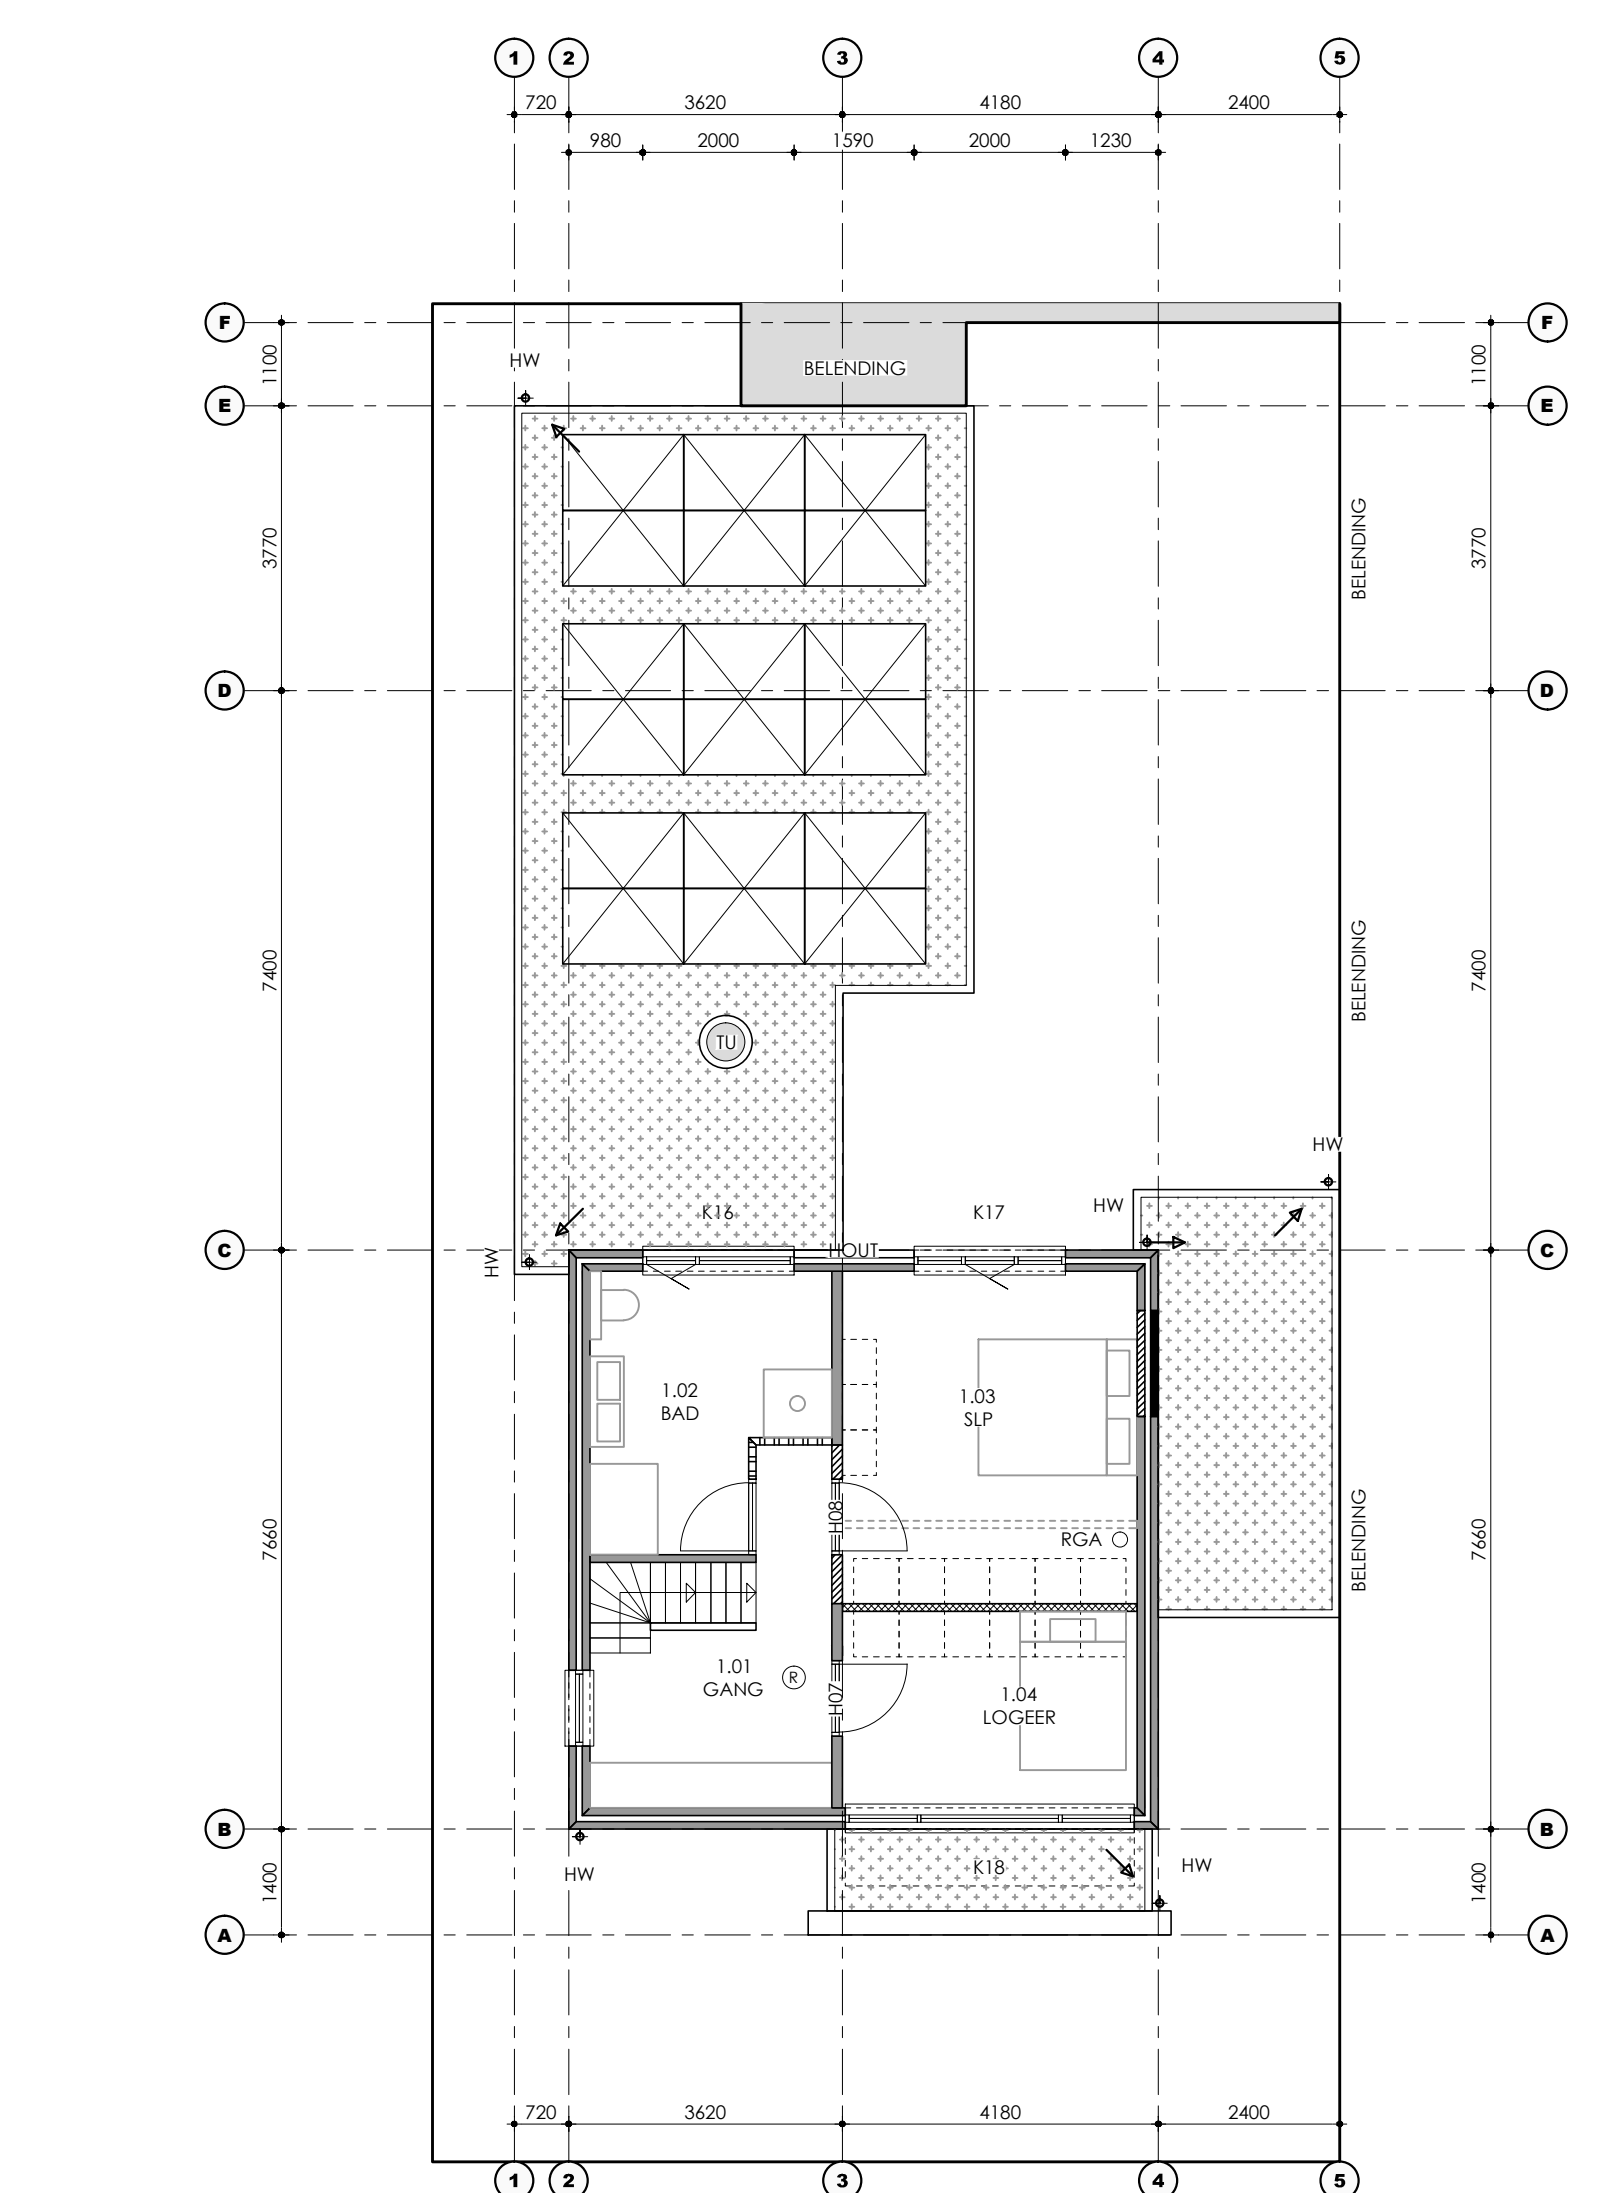 1 2 3 4 5
720 3620 4180 2400
980 2000 1590 2000 1230
F F
1100 1100
HW
BELENDING
E E
3770 3770
BELENDING
D D
7400 7400
BELENDING
TU
HW
K16 K17 HW
C HOUT C
HW
1.02
BAD
1.03
SLP
H08
RGA
7660 7660
BELENDING
1.01
GANG
R
H07
1.04
LOGEER
B B
HW K18 HW
1400 1400
A A
720 3620 4180 2400
1 2 3 4 5